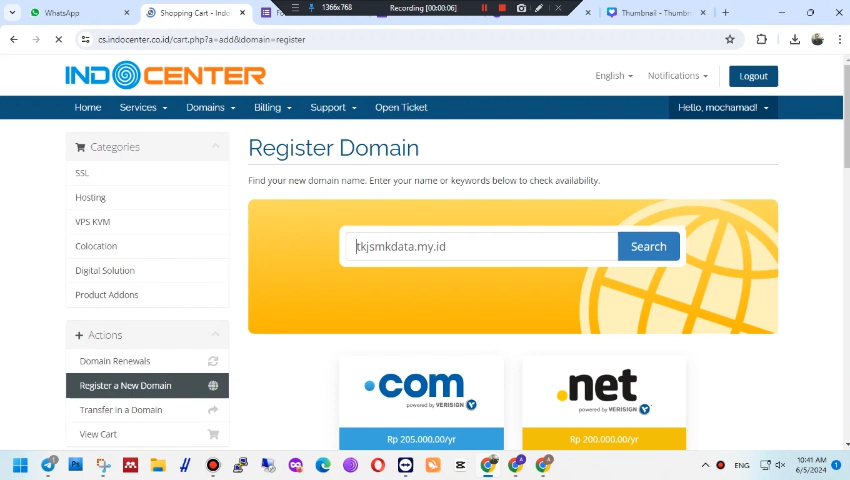 1366x768
Recording [00:00:06]
WhatsApp
Shopping Cart - Indo
Thumbnail - Thumbe
cs.indocenter.co.id/cart.php?a=add&domain=register
INDOCENTER
English
Notifications
Logout
Home
Services
Domains
Billing
Support
Open Ticket
Hello, mochamad!
Categories
SSL
Hosting
VPS KVM
Colocation
Digital Solution
Product Addons
Actions
Domain Renewals
Register a New Domain
Transfer in a Domain
View Cart
Register Domain
Find your new domain name. Enter your name or keywords below to check availability.
tkjsmkdata.my.id
Search
com
powered by VERISIGN
Rp 205.000,00/yr
.net
powered by VERISIGN
Rp 200.000,00/yr
ENG
10:41 AM
6/5/2024